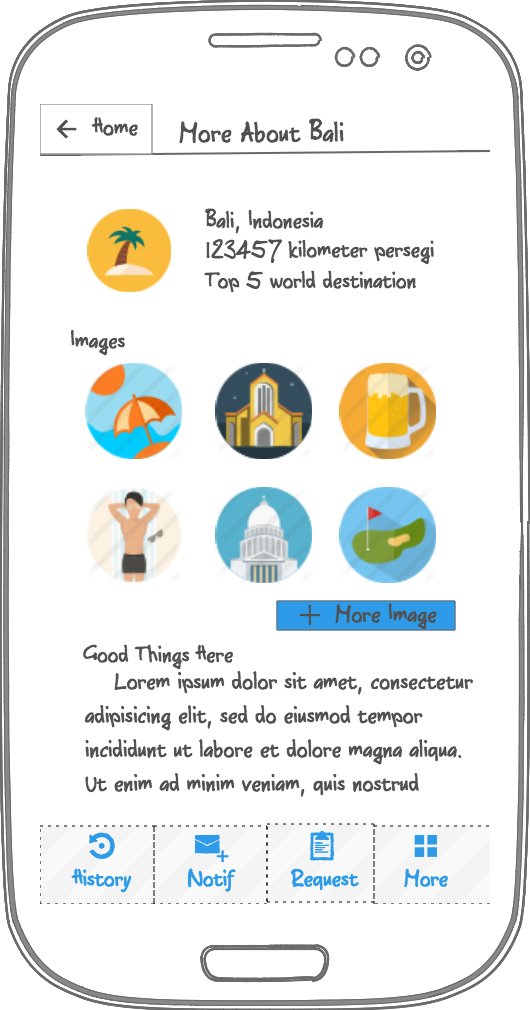 Home
More About Bali
Bali, Indonesia
123457 kilometer persegi
Top 5 world destination
Images
+ More Image
Good Things Here
Lorem ipsum dolor sit amet, consectetur
adipisicing elit, sed do eiusmod tempor
incididunt ut labore et dolore magna aliqua.
Ut enim ad minim veniam, quis nostrud
History Notif Request More